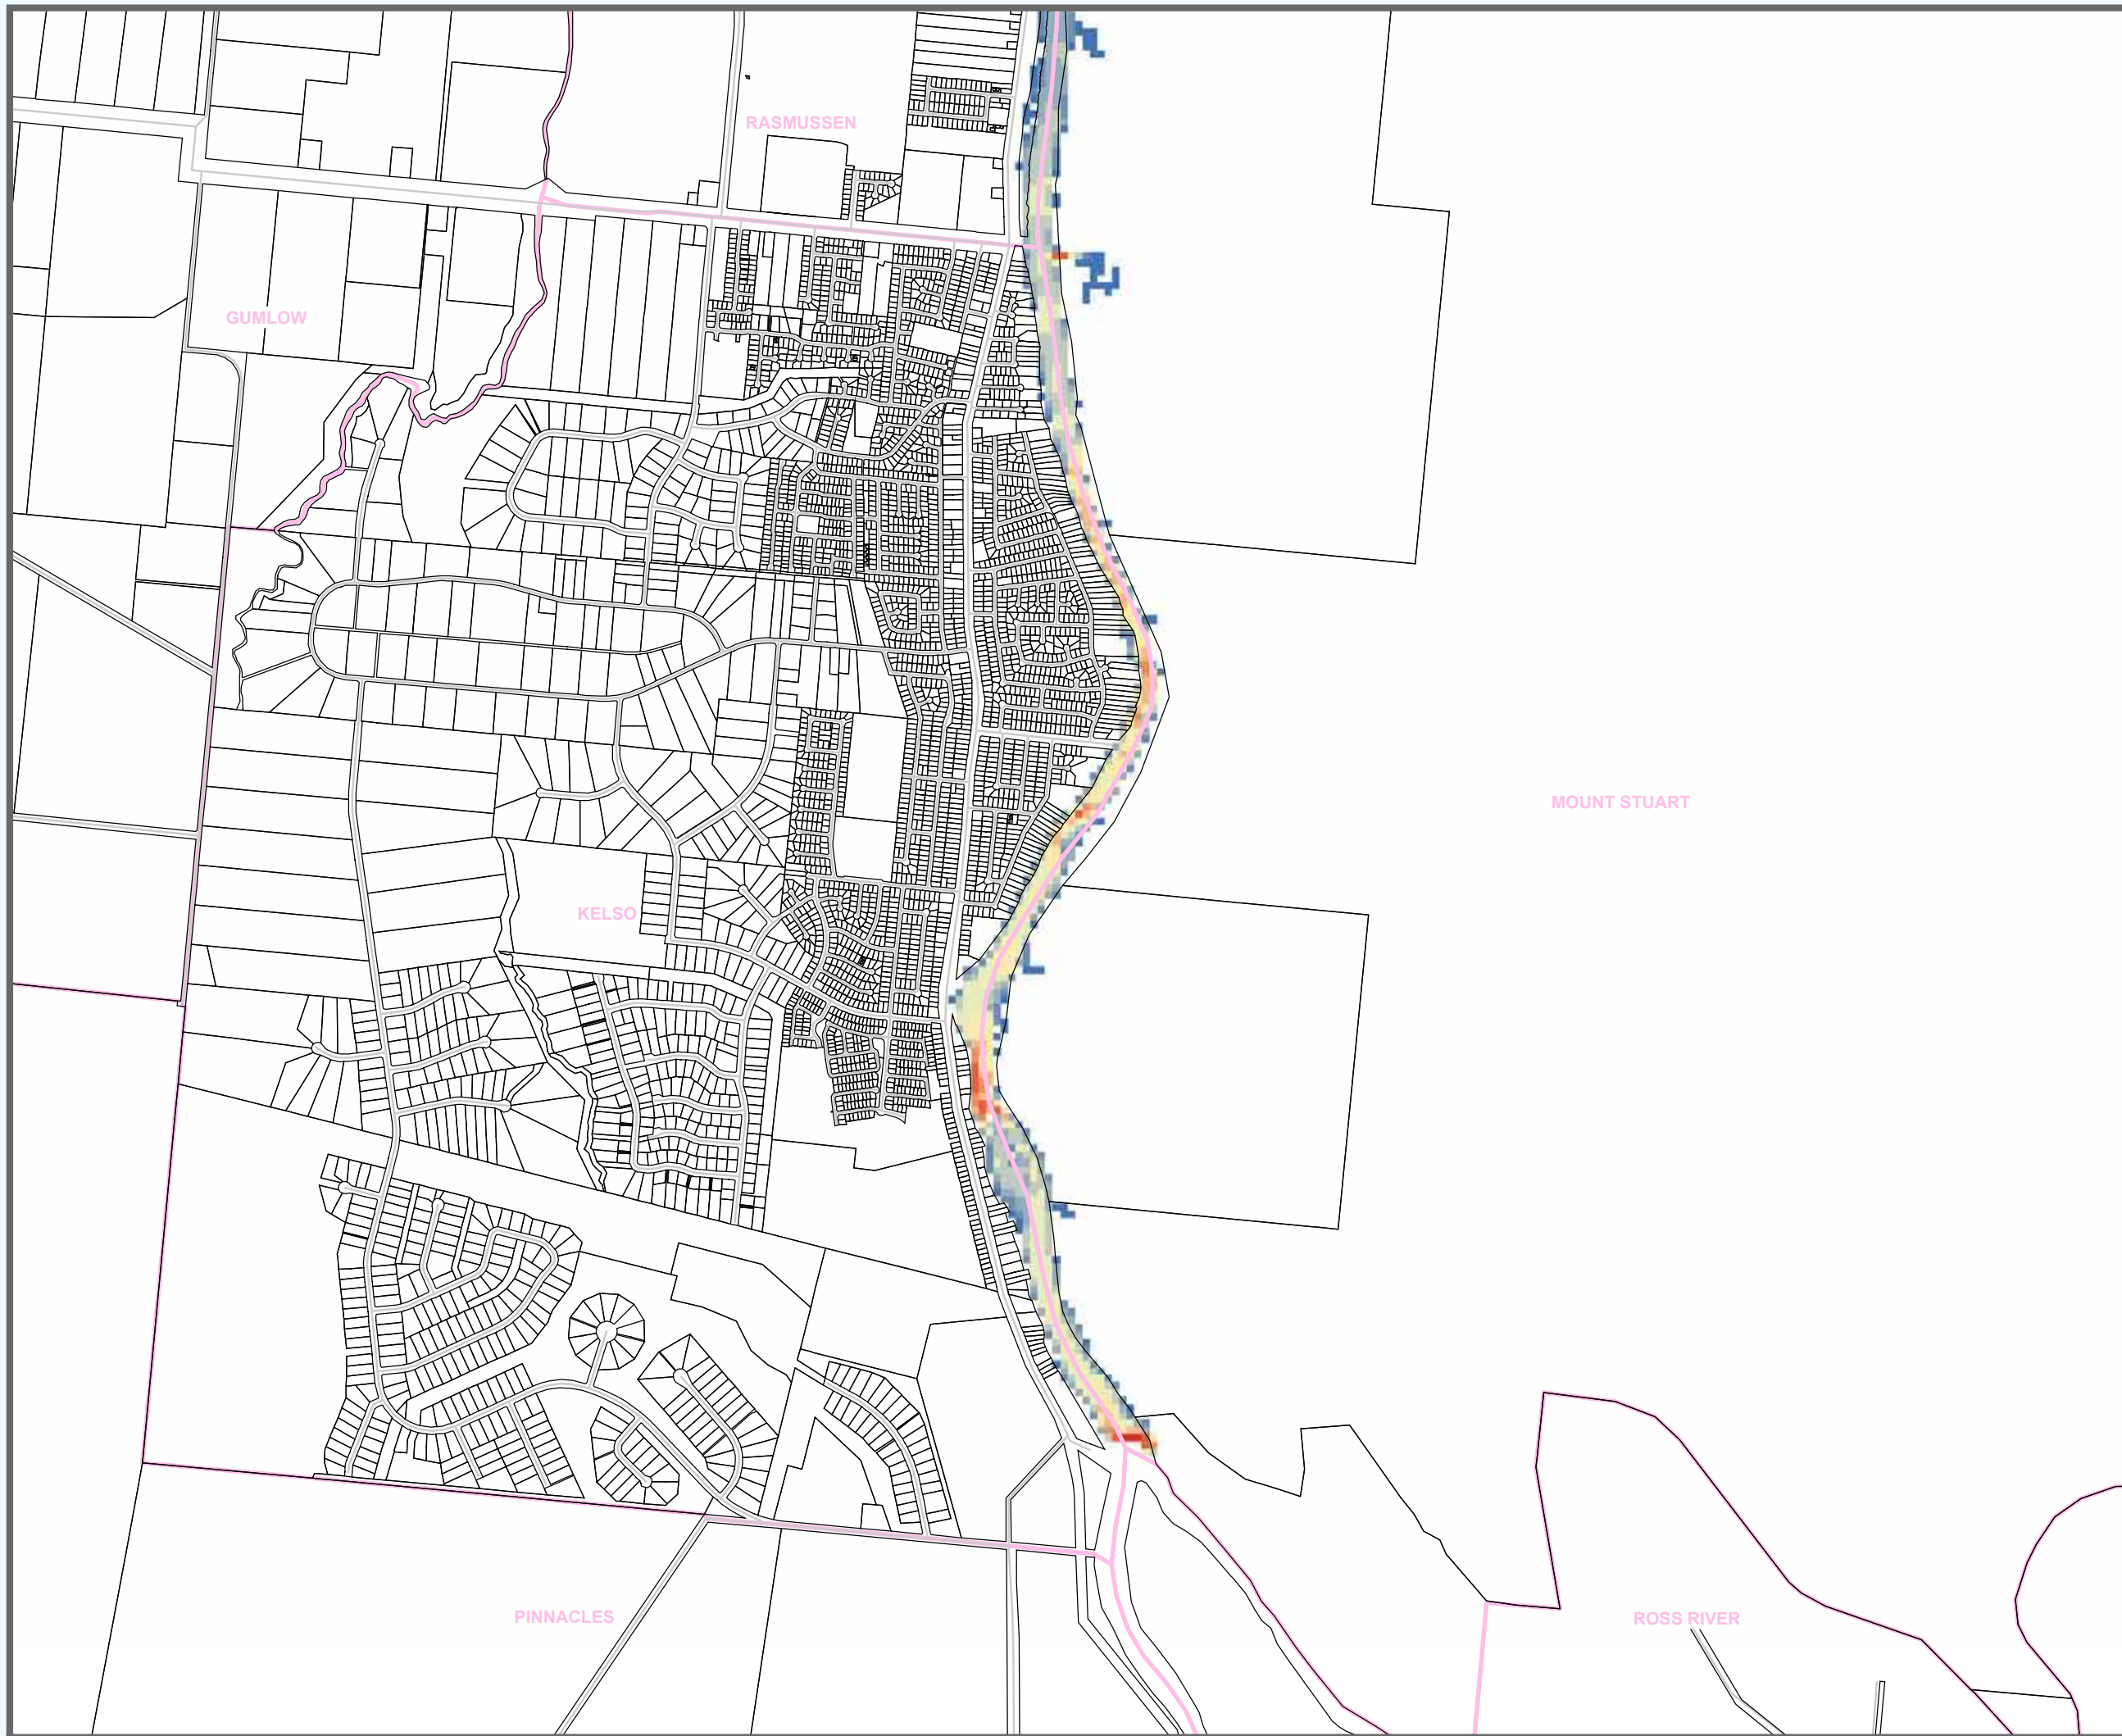 RASMUSSEN
GUMLOW
MOUNT STUART
KELSO
PINNACLES
ROSS RIVER